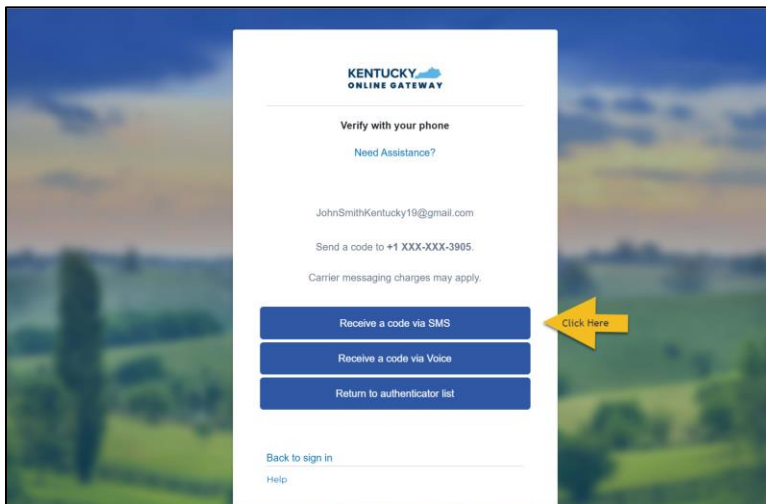 KENTUCKY
ONLINE GATEWAY
Verify with your phone
Need Assistance?
JohnSmithKentucky19@gmail.com
Send a code to +1 XXX-XXX-3905.
Carrier messaging charges may apply.
Receive a code via SMS
Click Here
Receive a code via Voice
Return to authenticator list
Back to sign in
Help